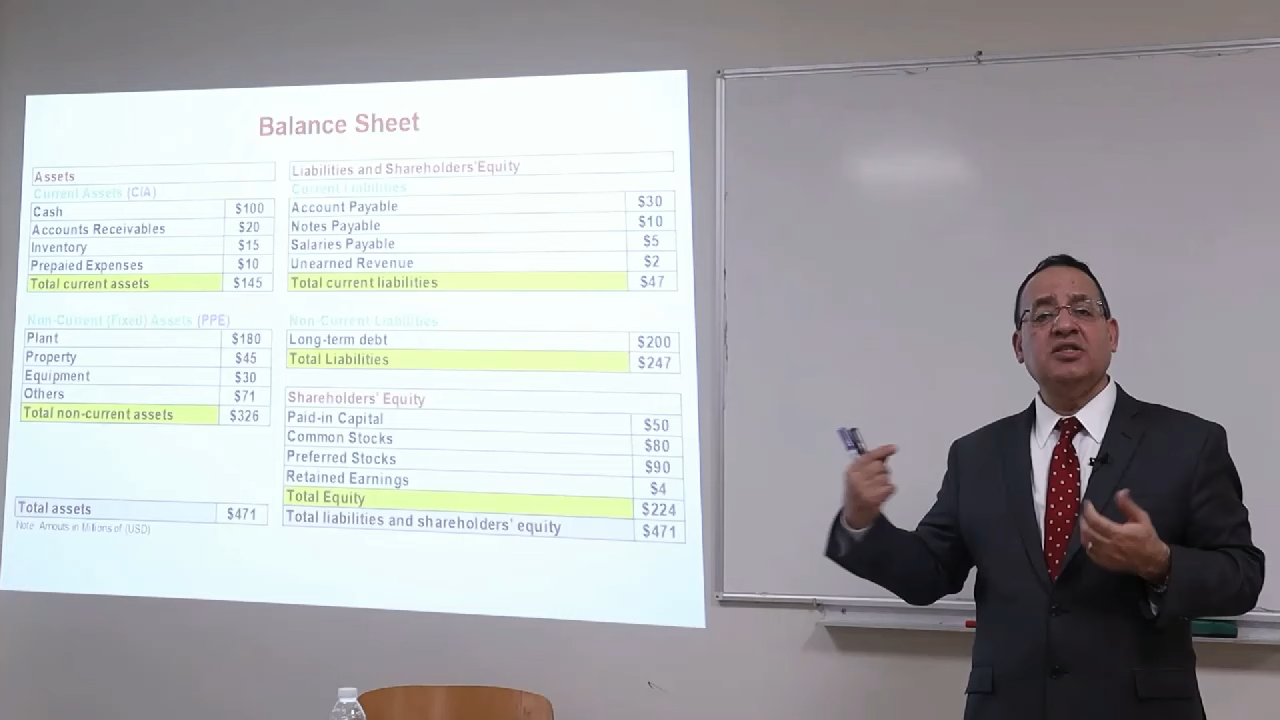 Balance Sheet
Assets
Current Assets (CIA)
Cash $100
Accounts Receivables $20
Inventory $15
Prepaied Expenses $10
Total current assets $145
Non-Current (Fixed) Assets (PPE)
Plant $180
Property $45
Equipment $30
Others $71
Total non-current assets $326
Total assets $471
Note: Amouts in Millions of (USD)
Liabilities and Shareholders'Equity
Current Liabilities
Account Payable $30
Notes Payable $10
Salaries Payable $5
Unearned Revenue $2
Total current liabilities $47
Non-Current Liabilities
Long-term debt $200
Total Liabilities $247
Shareholders' Equity
Paid-in Capital $50
Common Stocks $80
Preferred Stocks $90
Retained Earnings $4
Total Equity $224
Total liabilities and shareholders' equity $471